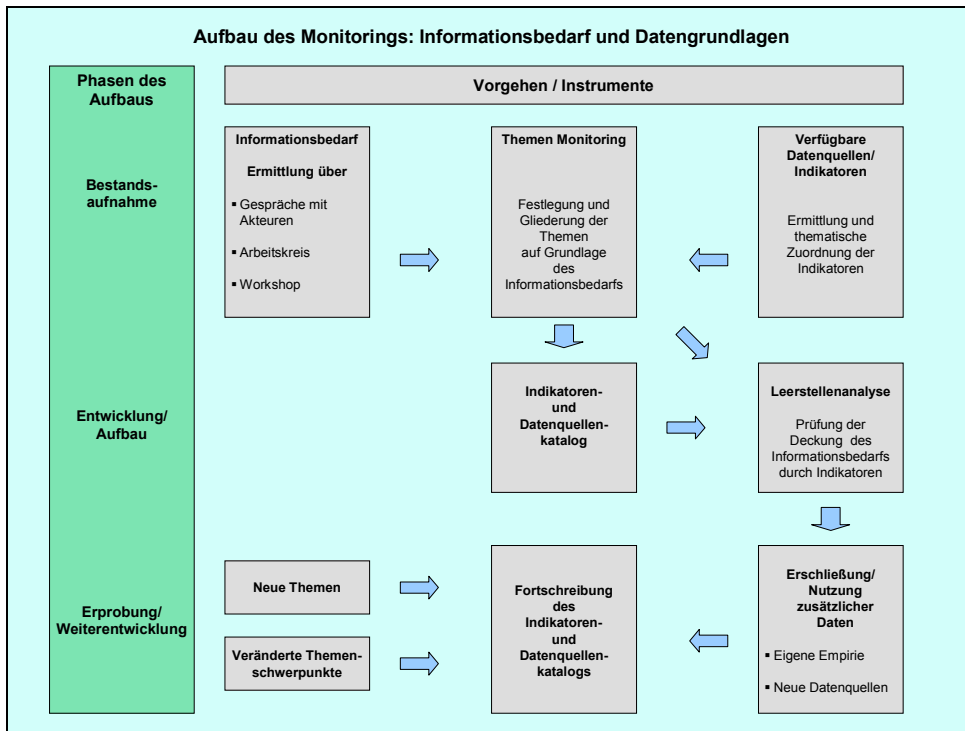 Aufbau des Monitorings: Informationsbedarf und Datengrundlagen
Phasen des
Aufbaus
Vorgehen / Instrumente
Bestands-
aufnahme
Informationsbedarf
Ermittlung über
▪ Gespräche mit
Akteuren
▪ Arbeitskreis
▪ Workshop
Themen Monitoring
Festlegung und
Gliederung der
Themen
auf Grundlage
des
Informationsbedarfs
Verfügbare
Datenquellen/
Indikatoren
Ermittlung und
thematische
Zuordnung der
Indikatoren
Entwicklung/
Aufbau
Indikatoren-
und
Datenquellen-
katalog
Leerstellenanalyse
Prüfung der
Deckung des
Informationsbedarfs
durch Indikatoren
Erprobung/
Weiterentwicklung
Neue Themen
Veränderte Themen-
schwerpunkte
Fortschreibung
des
Indikatoren-
und
Datenquellen-
katalogs
Erschließung/
Nutzung
zusätzlicher
Daten
▪ Eigene Empirie
▪ Neue Datenquellen